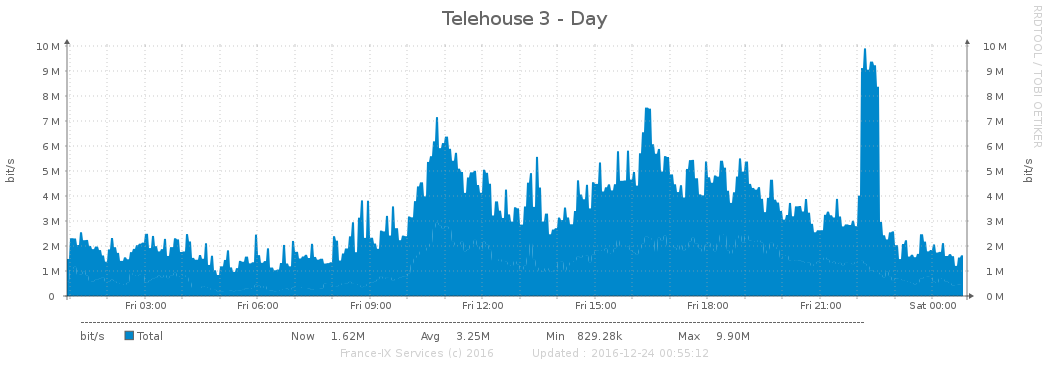 Telehouse 3 - Day
RRDTOOL / TOBI OETIKER
bit/s
10 M 10 M
9 M 9 M
8 M 8 M
7 M 7 M
6 M 6 M
5 M 5 M
4 M 4 M
3 M 3 M
2 M 2 M
1 M 1 M
0 0 M
bit/s
Fri 03:00 Fri 06:00 Fri 09:00 Fri 12:00 Fri 15:00 Fri 18:00 Fri 21:00 Sat 00:00
bit/s Total Now 1.62M Avg 3.25M Min 829.28k Max 9.90M
France-IX Services (c) 2016 Updated : 2016-12-24 00:55:12